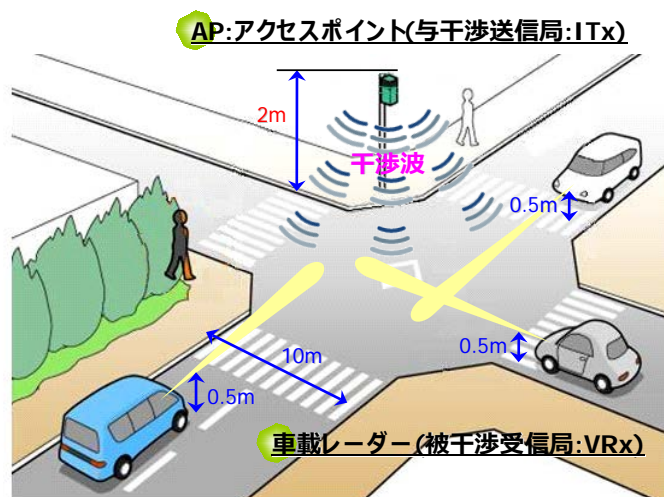 AP:アクセスポイント(与干渉送信局:ITx)
2m
干渉波
0.5m
0.5m
10m
0.5m
車載レーダー(被干渉受信局:VRx)